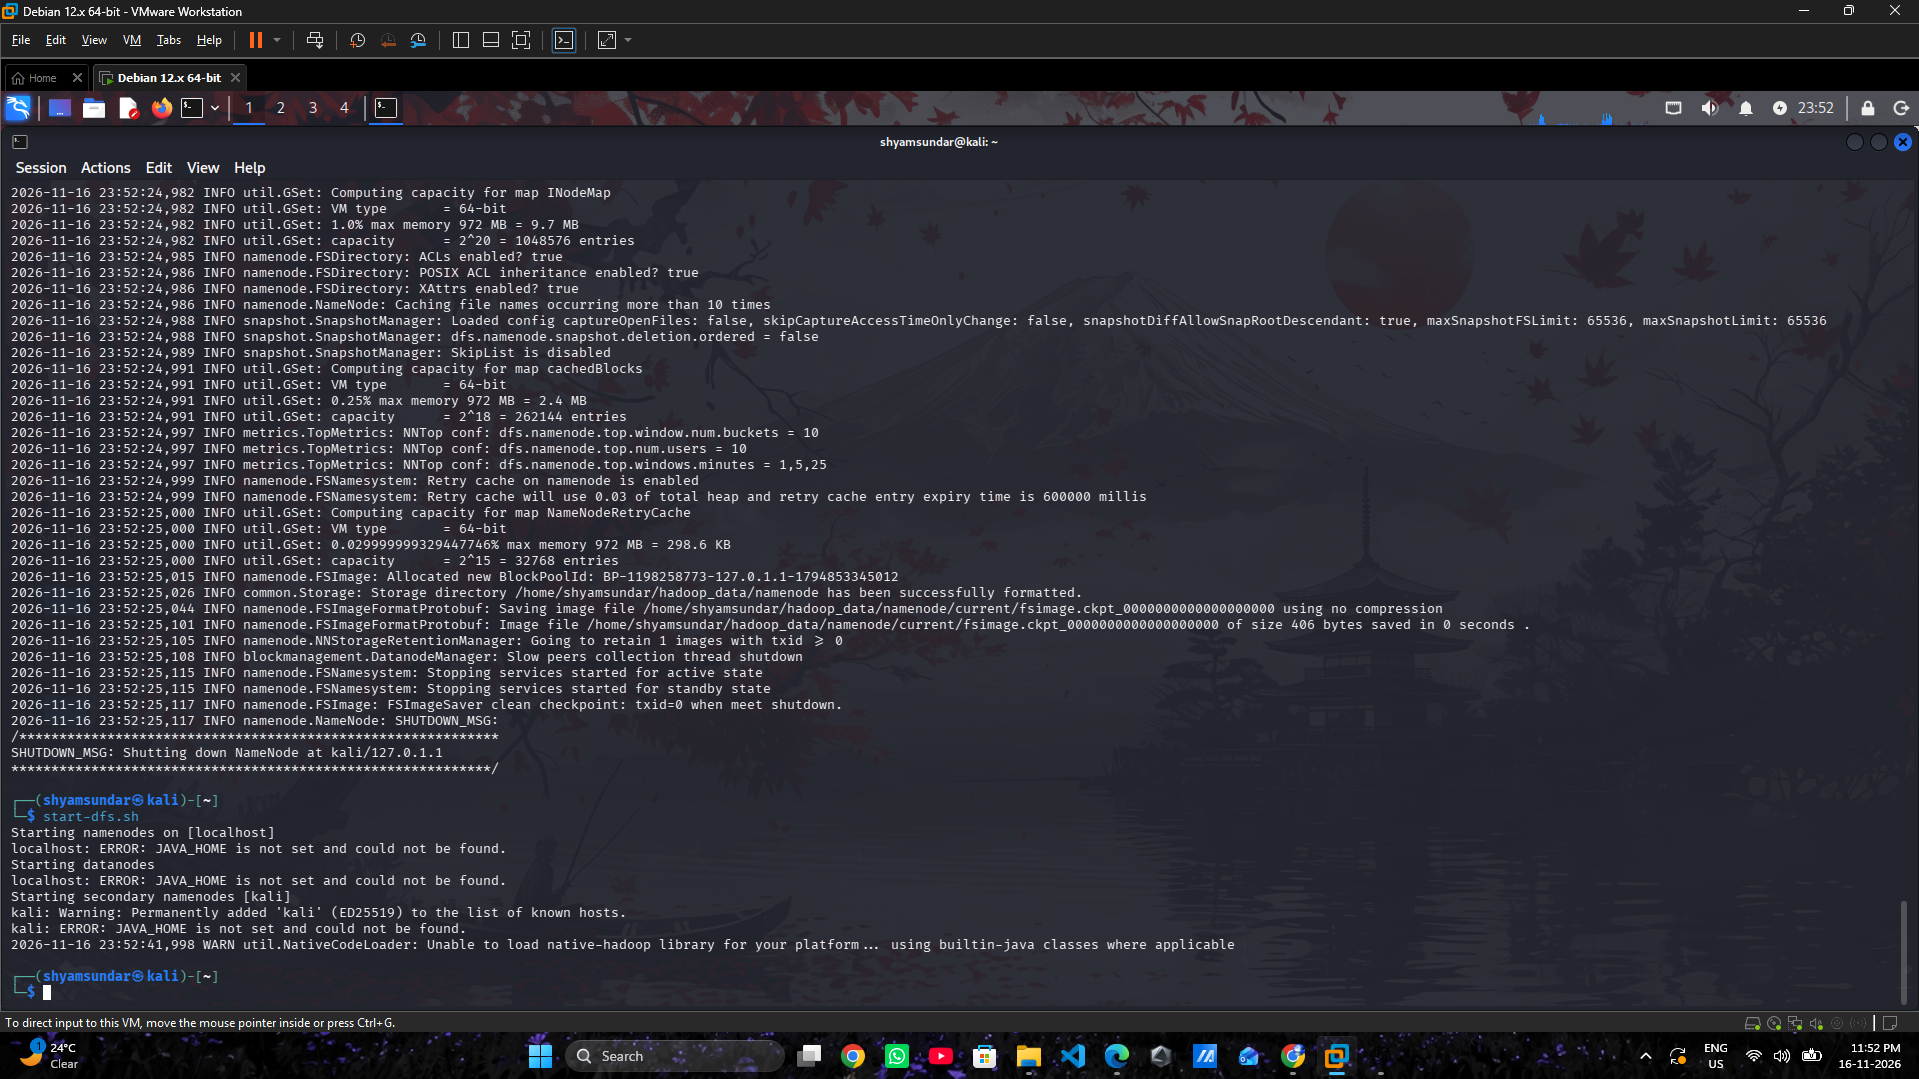 Debian 12.x 64-bit - VMware Workstation
File Edit View VM Tabs Help
Home Debian 12.x 64-bit
1 2 3 4 23:52
shyamsundar@kali: ~
Session Actions Edit View Help
2026-11-16 23:52:24,982 INFO util.GSet: Computing capacity for map INodeMap
2026-11-16 23:52:24,982 INFO util.GSet: VM type       = 64-bit
2026-11-16 23:52:24,982 INFO util.GSet: 1.0% max memory 972 MB = 9.7 MB
2026-11-16 23:52:24,982 INFO util.GSet: capacity      = 2^20 = 1048576 entries
2026-11-16 23:52:24,985 INFO namenode.FSDirectory: ACLs enabled? true
2026-11-16 23:52:24,986 INFO namenode.FSDirectory: POSIX ACL inheritance enabled? true
2026-11-16 23:52:24,986 INFO namenode.FSDirectory: XAttrs enabled? true
2026-11-16 23:52:24,986 INFO namenode.NameNode: Caching file names occurring more than 10 times
2026-11-16 23:52:24,988 INFO snapshot.SnapshotManager: Loaded config captureOpenFiles: false, skipCaptureAccessTimeOnlyChange: false, snapshotDiffAllowSnapRootDescendant: true, maxSnapshotFSLimit: 65536, maxSnapshotLimit: 65536
2026-11-16 23:52:24,988 INFO snapshot.SnapshotManager: dfs.namenode.snapshot.deletion.ordered = false
2026-11-16 23:52:24,989 INFO snapshot.SnapshotManager: SkipList is disabled
2026-11-16 23:52:24,991 INFO util.GSet: Computing capacity for map cachedBlocks
2026-11-16 23:52:24,991 INFO util.GSet: VM type       = 64-bit
2026-11-16 23:52:24,991 INFO util.GSet: 0.25% max memory 972 MB = 2.4 MB
2026-11-16 23:52:24,991 INFO util.GSet: capacity      = 2^18 = 262144 entries
2026-11-16 23:52:24,997 INFO metrics.TopMetrics: NNTop conf: dfs.namenode.top.window.num.buckets = 10
2026-11-16 23:52:24,997 INFO metrics.TopMetrics: NNTop conf: dfs.namenode.top.num.users = 10
2026-11-16 23:52:24,997 INFO metrics.TopMetrics: NNTop conf: dfs.namenode.top.windows.minutes = 1,5,25
2026-11-16 23:52:24,999 INFO namenode.FSNamesystem: Retry cache on namenode is enabled
2026-11-16 23:52:24,999 INFO namenode.FSNamesystem: Retry cache will use 0.03 of total heap and retry cache entry expiry time is 600000 millis
2026-11-16 23:52:25,000 INFO util.GSet: Computing capacity for map NameNodeRetryCache
2026-11-16 23:52:25,000 INFO util.GSet: VM type       = 64-bit
2026-11-16 23:52:25,000 INFO util.GSet: 0.029999999329447746% max memory 972 MB = 298.6 KB
2026-11-16 23:52:25,000 INFO util.GSet: capacity      = 2^15 = 32768 entries
2026-11-16 23:52:25,015 INFO namenode.FSImage: Allocated new BlockPoolId: BP-1198258773-127.0.1.1-1794853345012
2026-11-16 23:52:25,026 INFO common.Storage: Storage directory /home/shyamsundar/hadoop_data/namenode has been successfully formatted.
2026-11-16 23:52:25,044 INFO namenode.FSImageFormatProtobuf: Saving image file /home/shyamsundar/hadoop_data/namenode/current/fsimage.ckpt_0000000000000000000 using no compression
2026-11-16 23:52:25,101 INFO namenode.FSImageFormatProtobuf: Image file /home/shyamsundar/hadoop_data/namenode/current/fsimage.ckpt_0000000000000000000 of size 406 bytes saved in 0 seconds .
2026-11-16 23:52:25,105 INFO namenode.NNStorageRetentionManager: Going to retain 1 images with txid >= 0
2026-11-16 23:52:25,108 INFO blockmanagement.DatanodeManager: Slow peers collection thread shutdown
2026-11-16 23:52:25,115 INFO namenode.FSNamesystem: Stopping services started for active state
2026-11-16 23:52:25,115 INFO namenode.FSNamesystem: Stopping services started for standby state
2026-11-16 23:52:25,117 INFO namenode.FSImage: FSImageSaver clean checkpoint: txid=0 when meet shutdown.
2026-11-16 23:52:25,117 INFO namenode.NameNode: SHUTDOWN_MSG:
/************************************************************
SHUTDOWN_MSG: Shutting down NameNode at kali/127.0.1.1
************************************************************/
┌──(shyamsundar㉿kali)-[~]
└─$ start-dfs.sh
Starting namenodes on [localhost]
localhost: ERROR: JAVA_HOME is not set and could not be found.
Starting datanodes
localhost: ERROR: JAVA_HOME is not set and could not be found.
Starting secondary namenodes [kali]
kali: Warning: Permanently added 'kali' (ED25519) to the list of known hosts.
kali: ERROR: JAVA_HOME is not set and could not be found.
2026-11-16 23:52:41,998 WARN util.NativeCodeLoader: Unable to load native-hadoop library for your platform... using builtin-java classes where applicable
┌──(shyamsundar㉿kali)-[~]
└─$
To direct input to this VM, move the mouse pointer inside or press Ctrl+G.
1 24°C
Clear
Search
ENG
US
11:52 PM
16-11-2026